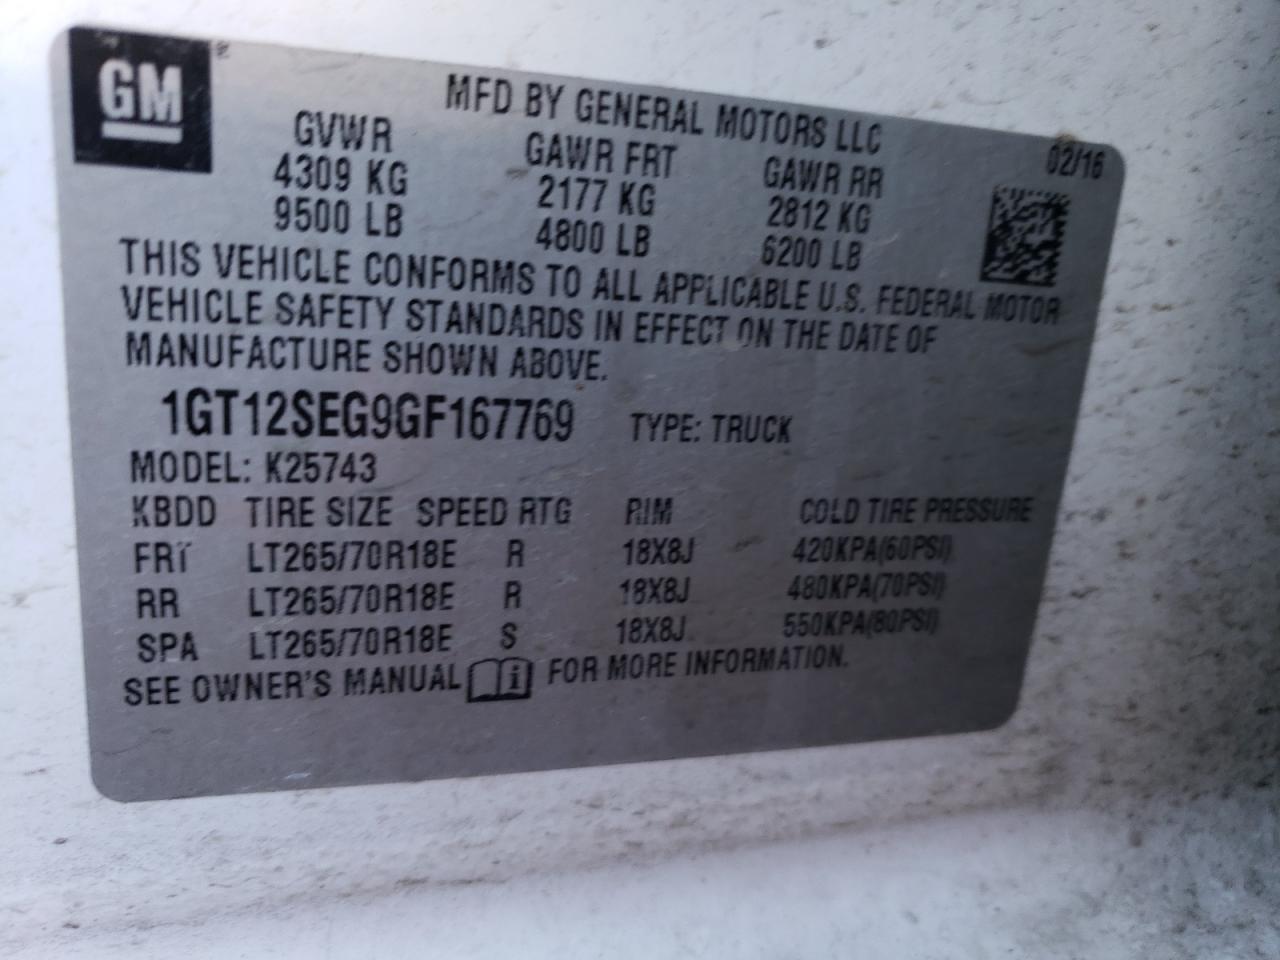 GM
MFD BY GENERAL MOTORS LLC
02/16
GVWR GAWR FRT GAWR RR
4309 KG 2177 KG 2812 KG
9500 LB 4800 LB 6200 LB
THIS VEHICLE CONFORMS TO ALL APPLICABLE U.S. FEDERAL MOTOR
VEHICLE SAFETY STANDARDS IN EFFECT ON THE DATE OF
MANUFACTURE SHOWN ABOVE.
1GT12SEG9GF167769 TYPE: TRUCK
MODEL: K25743
KBDD TIRE SIZE SPEED RTG RIM COLD TIRE PRESSURE
FRT LT265/70R18E R 18X8J 420KPA(60PSI)
RR LT265/70R18E R 18X8J 480KPA(70PSI)
SPA LT265/70R18E S 18X8J 550KPA(80PSI)
SEE OWNER'S MANUAL i FOR MORE INFORMATION.